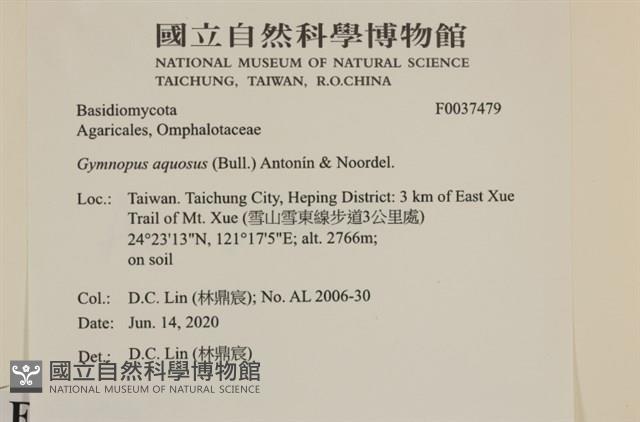 國立自然科學博物館
NATIONAL MUSEUM OF NATURAL SCIENCE
TAICHUNG, TAIWAN, R.O.CHINA
Basidiomycota F0037479
Agaricales, Omphalotaceae
Gymnopus aquosus (Bull.) Antonín & Noordel.
Loc.: Taiwan. Taichung City, Heping District: 3 km of East Xue
Trail of Mt. Xue (雪山雪東線步道3公里處)
24°23'13"N, 121°17'5"E; alt. 2766m;
on soil
Col.: D.C. Lin (林鼎宸); No. AL 2006-30
Date: Jun. 14, 2020
Det.: D.C. Lin (林鼎宸)
國立自然科學博物館
NATIONAL MUSEUM OF NATURAL SCIENCE